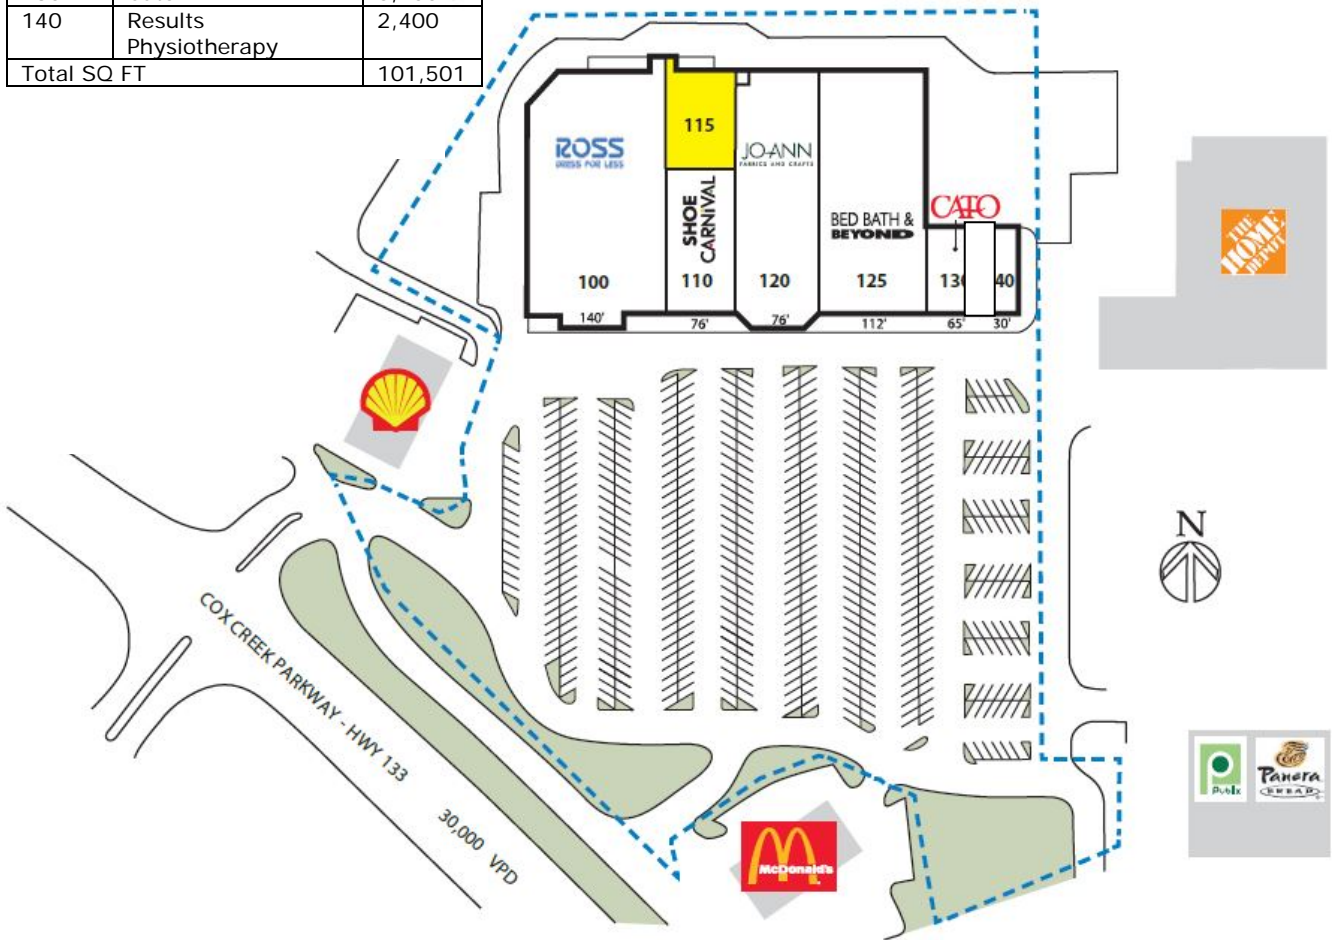 140 Results 2,400
Physiotherapy
Total SQ FT 101,501
115
ROSS
DRESS FOR LESS
JO-ANN
FABRICS AND CRAFTS
SHOE
CARNIVAL
BED BATH &
BEYOND
CATO
THE
HOME
DEPOT
100
110
120
125
40
140'
76'
76'
112'
65'
30'
N
COX CREEK PARKWAY - HWY 133
30,000 VPD
McDonald's
Publix
Panera
BREAD